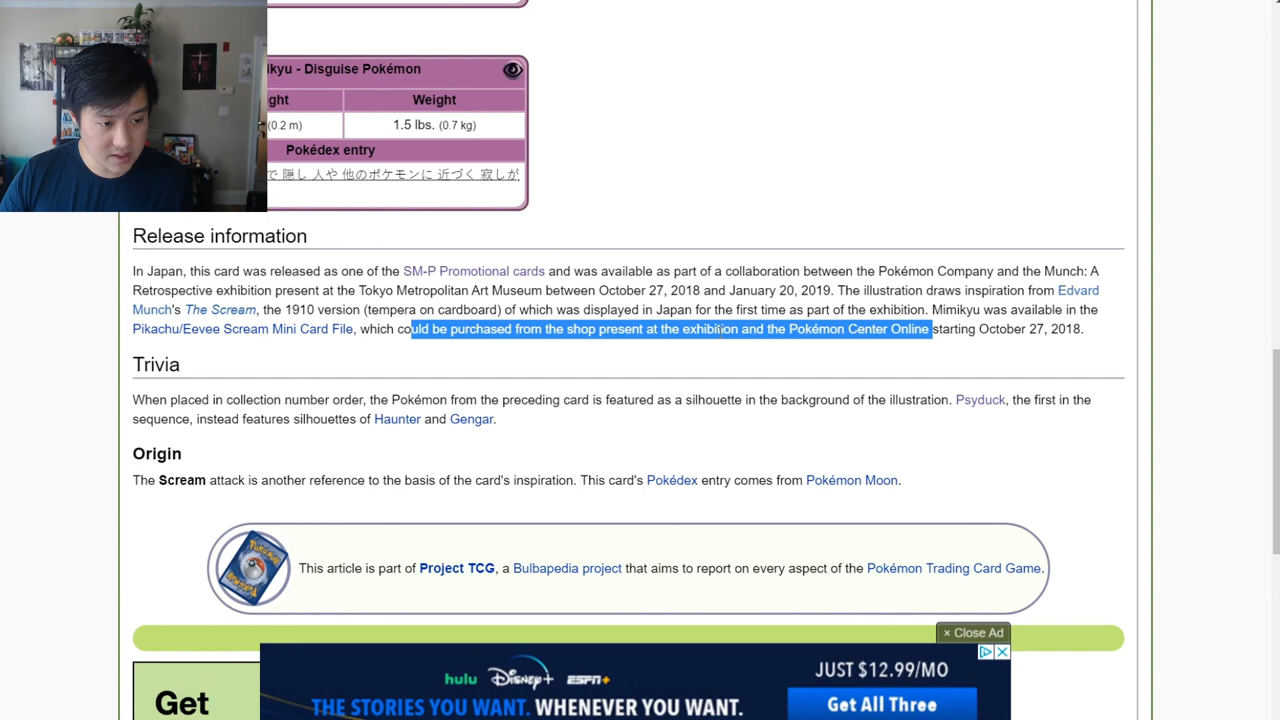 ikyu - Disguise Pokémon
ght Weight
(0.2 m) 1.5 lbs. (0.7 kg)
Pokédex entry
で 隠し 人や 他のポケモンに 近づく 寂しが
Release information
In Japan, this card was released as one of the SM-P Promotional cards and was available as part of a collaboration between the Pokémon Company and the Munch: A
Retrospective exhibition present at the Tokyo Metropolitan Art Museum between October 27, 2018 and January 20, 2019. The illustration draws inspiration from Edvard
Munch's The Scream, the 1910 version (tempera on cardboard) of which was displayed in Japan for the first time as part of the exhibition. Mimikyu was available in the
Pikachu/Eevee Scream Mini Card File, which could be purchased from the shop present at the exhibition and the Pokémon Center Online starting October 27, 2018.
Trivia
When placed in collection number order, the Pokémon from the preceding card is featured as a silhouette in the background of the illustration. Psyduck, the first in the
sequence, instead features silhouettes of Haunter and Gengar.
Origin
The Scream attack is another reference to the basis of the card's inspiration. This card's Pokédex entry comes from Pokémon Moon.
This article is part of Project TCG, a Bulbapedia project that aims to report on every aspect of the Pokémon Trading Card Game.
× Close Ad
Get
hulu Disney+ ESPN+
THE STORIES YOU WANT. WHENEVER YOU WANT.
JUST $12.99/MO
Get All Three